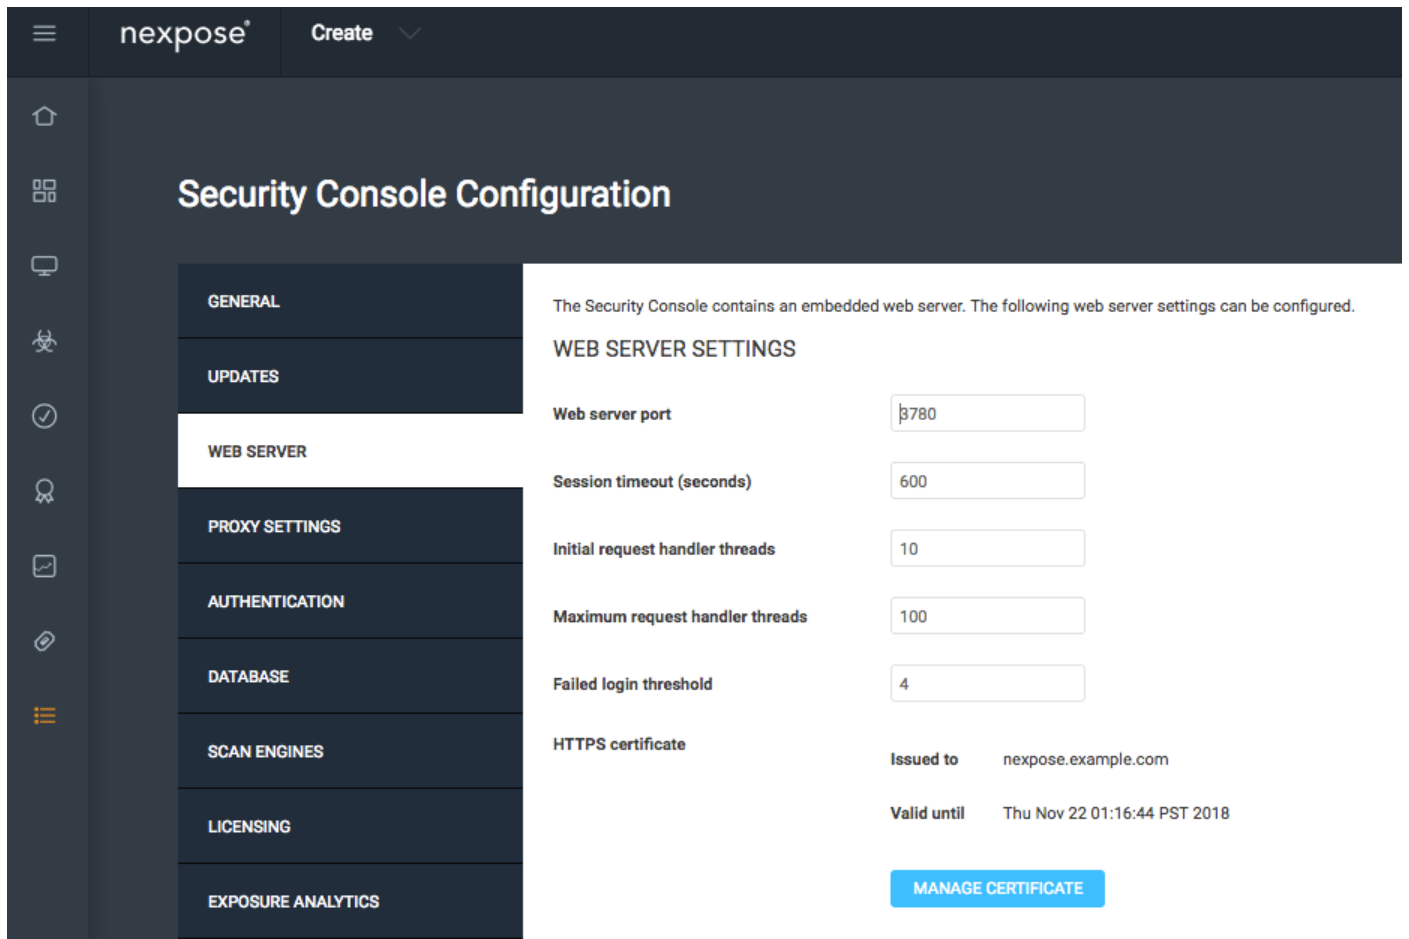 nexpose®
Create
Security Console Configuration
GENERAL
UPDATES
WEB SERVER
PROXY SETTINGS
AUTHENTICATION
DATABASE
SCAN ENGINES
LICENSING
EXPOSURE ANALYTICS
The Security Console contains an embedded web server. The following web server settings can be configured.
WEB SERVER SETTINGS
Web server port 3780
Session timeout (seconds) 600
Initial request handler threads 10
Maximum request handler threads 100
Failed login threshold 4
HTTPS certificate
Issued to nexpose.example.com
Valid until Thu Nov 22 01:16:44 PST 2018
MANAGE CERTIFICATE